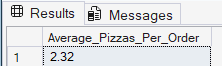 Results Messages
Average_Pizzas_Per_Order
1 2.32